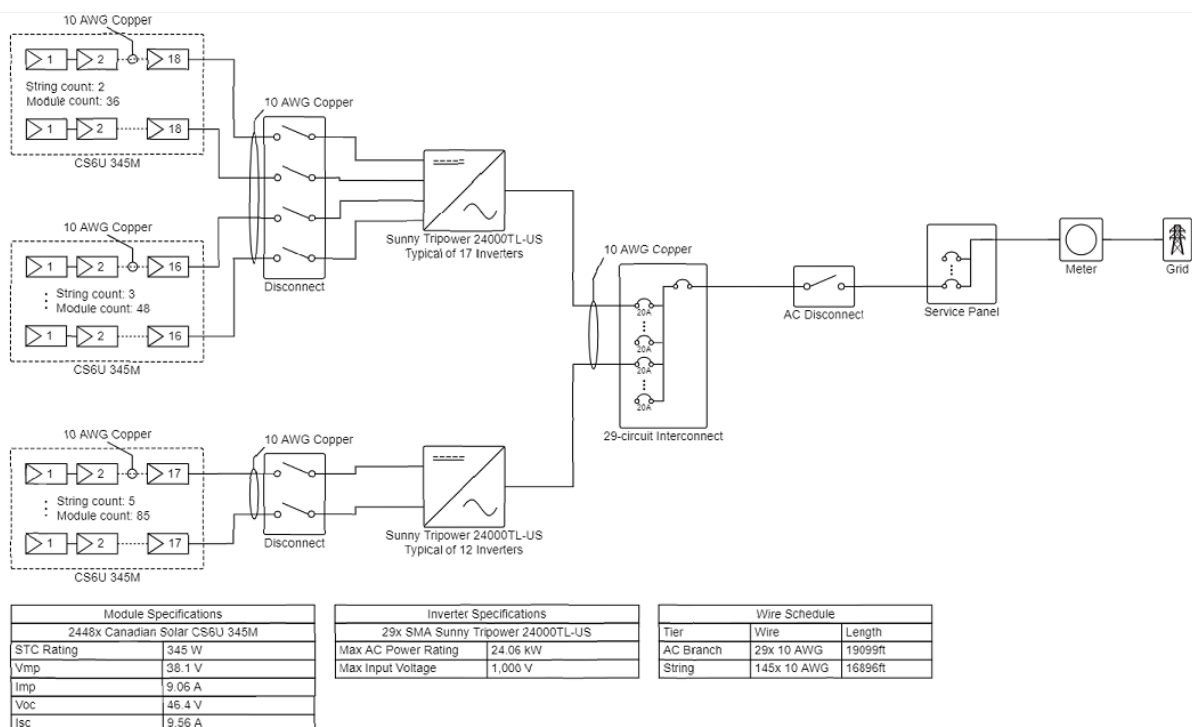 10 AWG Copper
1 2 18
String count: 2
Module count: 36
1 2 18
CS6U 345M
10 AWG Copper
1 2 16
String count: 3
Module count: 48
1 2 16
CS6U 345M
10 AWG Copper
Disconnect
Sunny Tripower 24000TL-US
Typical of 17 Inverters
10 AWG Copper
1 2 17
String count: 5
Module count: 85
1 2 17
CS6U 345M
10 AWG Copper
Disconnect
Sunny Tripower 24000TL-US
Typical of 12 Inverters
10 AWG Copper
20A
20A
20A
20A
29-circuit Interconnect
AC Disconnect
Service Panel
Meter
Grid
Module Specifications
2448x Canadian Solar CS6U 345M
STC Rating 345 W
Vmp 38.1 V
Imp 9.06 A
Voc 46.4 V
Isc 9.56 A
Inverter Specifications
29x SMA Sunny Tripower 24000TL-US
Max AC Power Rating 24.06 kW
Max Input Voltage 1,000 V
Wire Schedule
Tier Wire Length
AC Branch 29x 10 AWG 19099ft
String 145x 10 AWG 16896ft